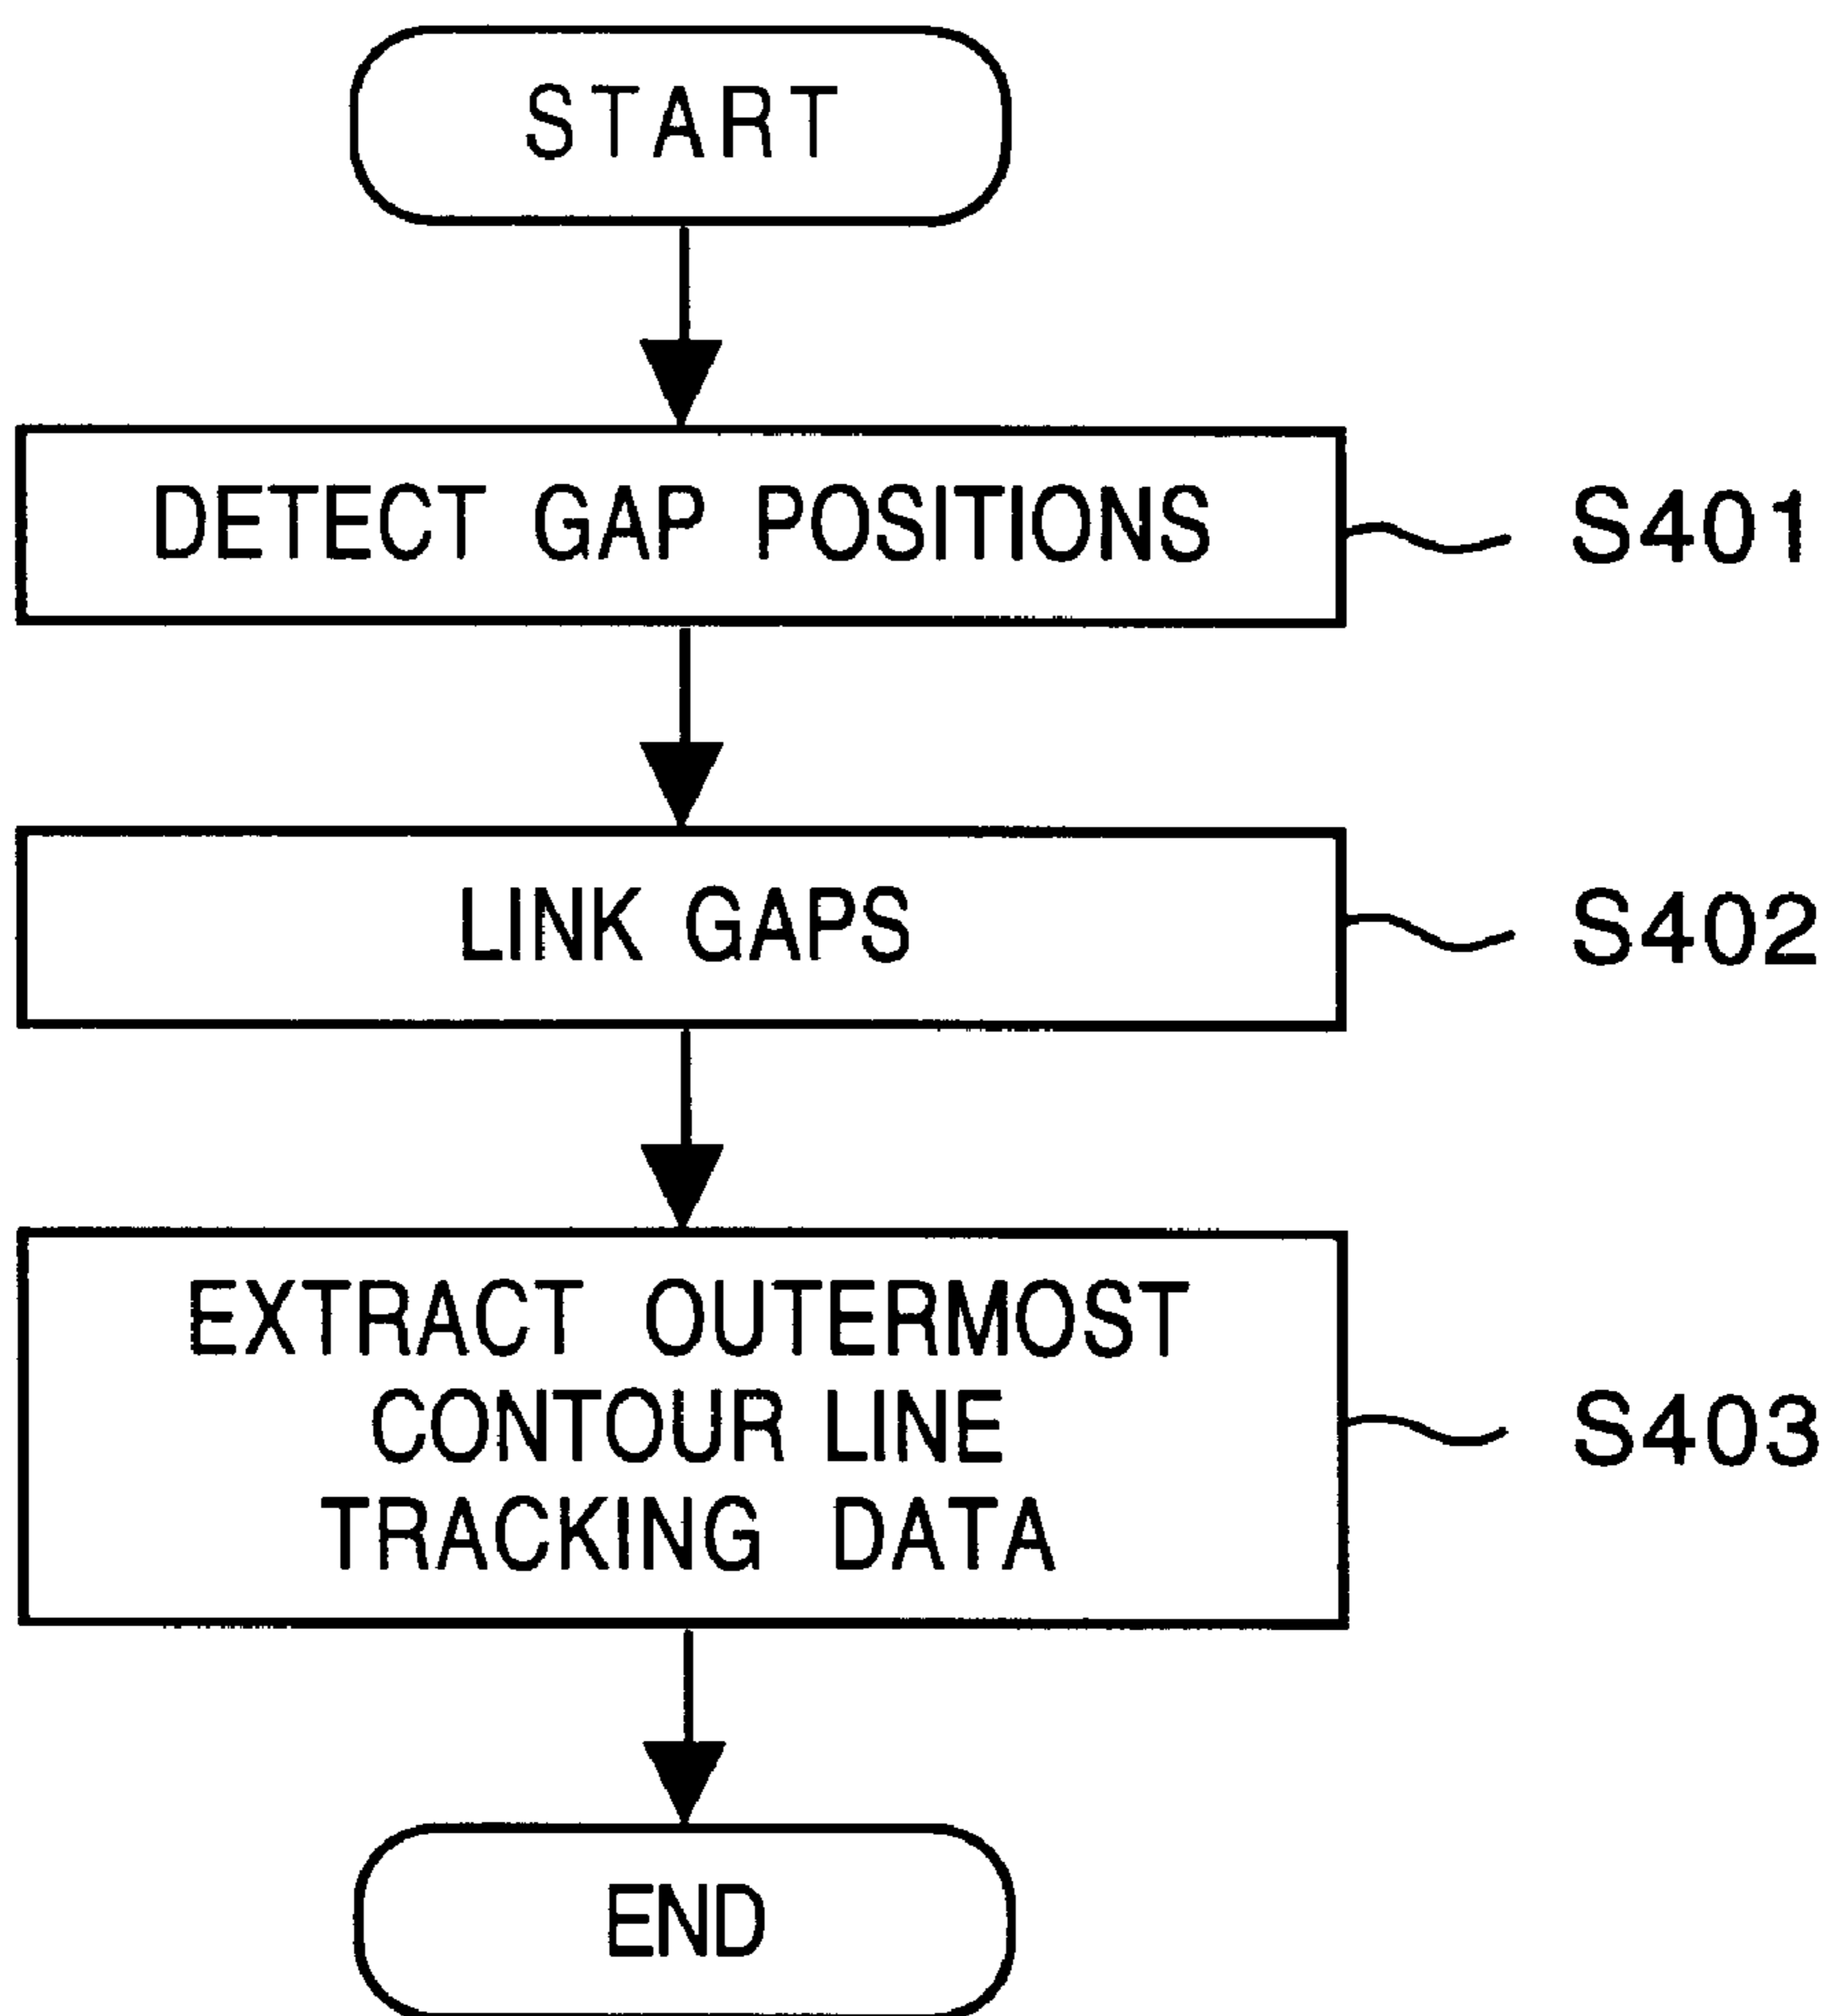 START
DETECT GAP POSITIONS
S401
LINK GAPS
S402
EXTRACT OUTERMOST
CONTOUR LINE
TRACKING DATA
S403
END